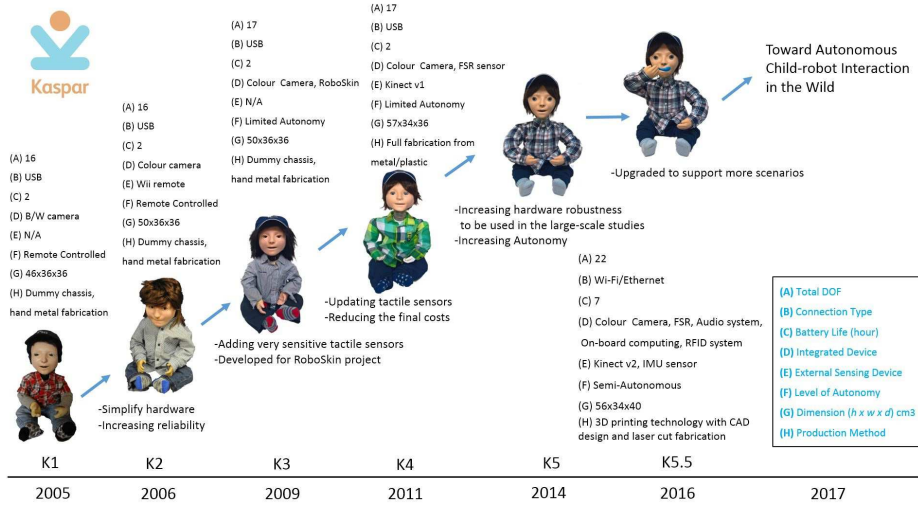 Kaspar
(A) 16
(B) USB
(C) 2
(D) B/W camera
(E) N/A
(F) Remote Controlled
(G) 46x36x36
(H) Dummy chassis,
hand metal fabrication
(A) 16
(B) USB
(C) 2
(D) Colour camera
(E) Wii remote
(F) Remote Controlled
(G) 50x36x36
(H) Dummy chassis,
hand metal fabrication
-Simplify hardware
-Increasing reliability
(A) 17
(B) USB
(C) 2
(D) Colour Camera, RoboSkin
(E) N/A
(F) Limited Autonomy
(G) 50x36x36
(H) Dummy chassis,
hand metal fabrication
-Adding very sensitive tactile sensors
-Developed for RoboSkin project
(A) 17
(B) USB
(C) 2
(D) Colour Camera, FSR sensor
(E) Kinect v1
(F) Limited Autonomy
(G) 57x34x36
(H) Full fabrication from
metal/plastic
-Updating tactile sensors
-Reducing the final costs
-Increasing hardware robustness
to be used in the large-scale studies
-Increasing Autonomy
-Upgraded to support more scenarios
(A) 22
(B) Wi-Fi/Ethernet
(C) 7
(D) Colour Camera, FSR, Audio system,
On-board computing, RFID system
(E) Kinect v2, IMU sensor
(F) Semi-Autonomous
(G) 56x34x40
(H) 3D printing technology with CAD
design and laser cut fabrication
Toward Autonomous
Child-robot Interaction
in the Wild
(A) Total DOF
(B) Connection Type
(C) Battery Life (hour)
(D) Integrated Device
(E) External Sensing Device
(F) Level of Autonomy
(G) Dimension (h x w x d) cm3
(H) Production Method
K1 K2 K3 K4 K5 K5.5
2005 2006 2009 2011 2014 2016 2017